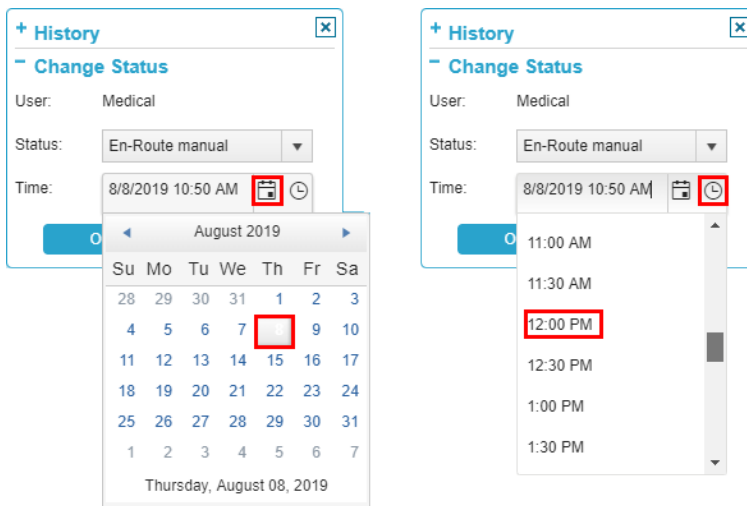 + History
− Change Status
User: Medical
Status: En-Route manual
Time: 8/8/2019 10:50 AM
O
August 2019
Su Mo Tu We Th Fr Sa
28 29 30 31 1 2 3
4 5 6 7 8 9 10
11 12 13 14 15 16 17
18 19 20 21 22 23 24
25 26 27 28 29 30 31
1 2 3 4 5 6 7
Thursday, August 08, 2019
+ History
− Change Status
User: Medical
Status: En-Route manual
Time: 8/8/2019 10:50 AM
O
11:00 AM
11:30 AM
12:00 PM
12:30 PM
1:00 PM
1:30 PM